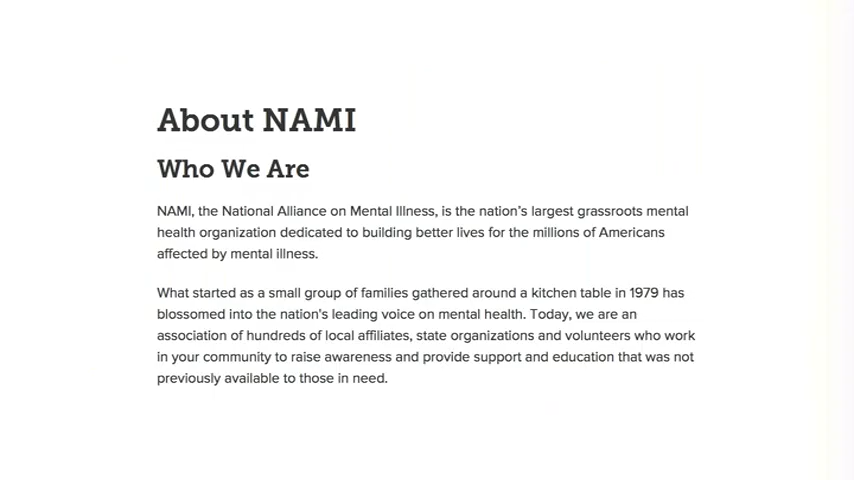 About NAMI
Who We Are
NAMI, the National Alliance on Mental Illness, is the nation's largest grassroots mental
health organization dedicated to building better lives for the millions of Americans
affected by mental illness.
What started as a small group of families gathered around a kitchen table in 1979 has
blossomed into the nation's leading voice on mental health. Today, we are an
association of hundreds of local affiliates, state organizations and volunteers who work
in your community to raise awareness and provide support and education that was not
previously available to those in need.